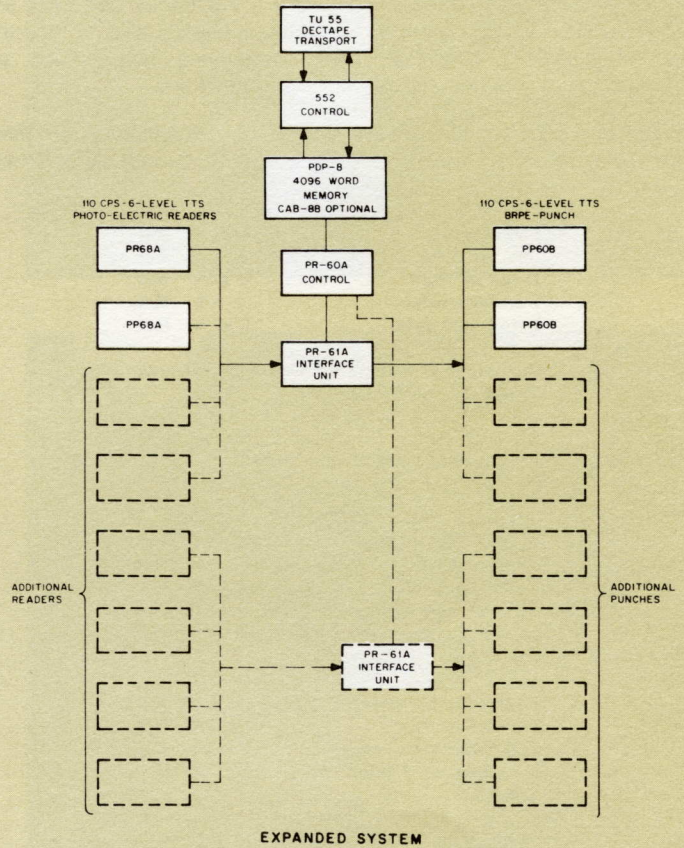 TU 55
DECTAPE
TRANSPORT
552
CONTROL
PDP-8
4096 WORD
MEMORY
CAB-8B OPTIONAL
110 CPS-6-LEVEL TTS
PHOTO-ELECTRIC READERS
110 CPS-6-LEVEL TTS
BRPE-PUNCH
PR68A
PR-60A
CONTROL
PP60B
PP68A
PR-61A
INTERFACE
UNIT
PP60B
ADDITIONAL
READERS
ADDITIONAL
PUNCHES
PR-61A
INTERFACE
UNIT
EXPANDED SYSTEM